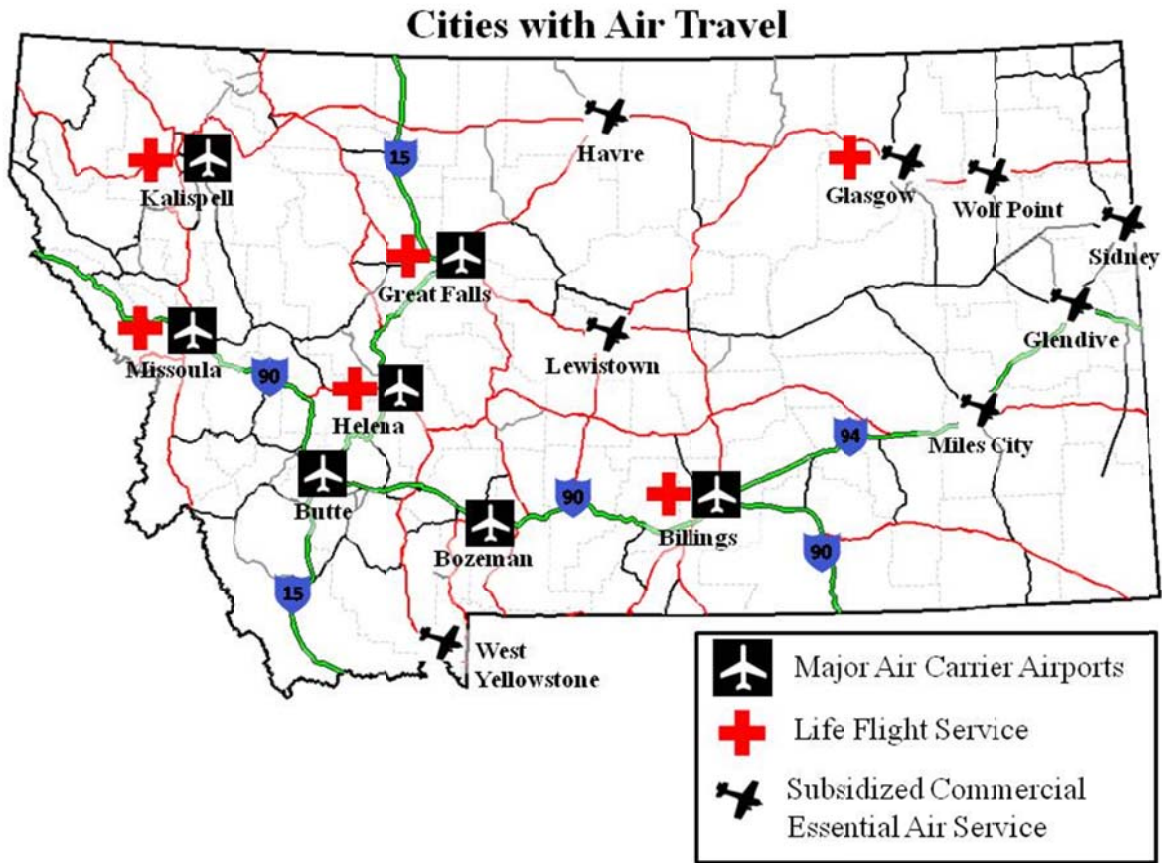 Cities with Air Travel
15
Havre
Kalispell
Glasgow
Wolf Point
Sidney
Great Falls
Glendive
Missoula
Lewistown
90
Helena
94
Miles City
Butte
90
Billings
Bozeman
90
15
West
Yellowstone
Major Air Carrier Airports
Life Flight Service
Subsidized Commercial
Essential Air Service